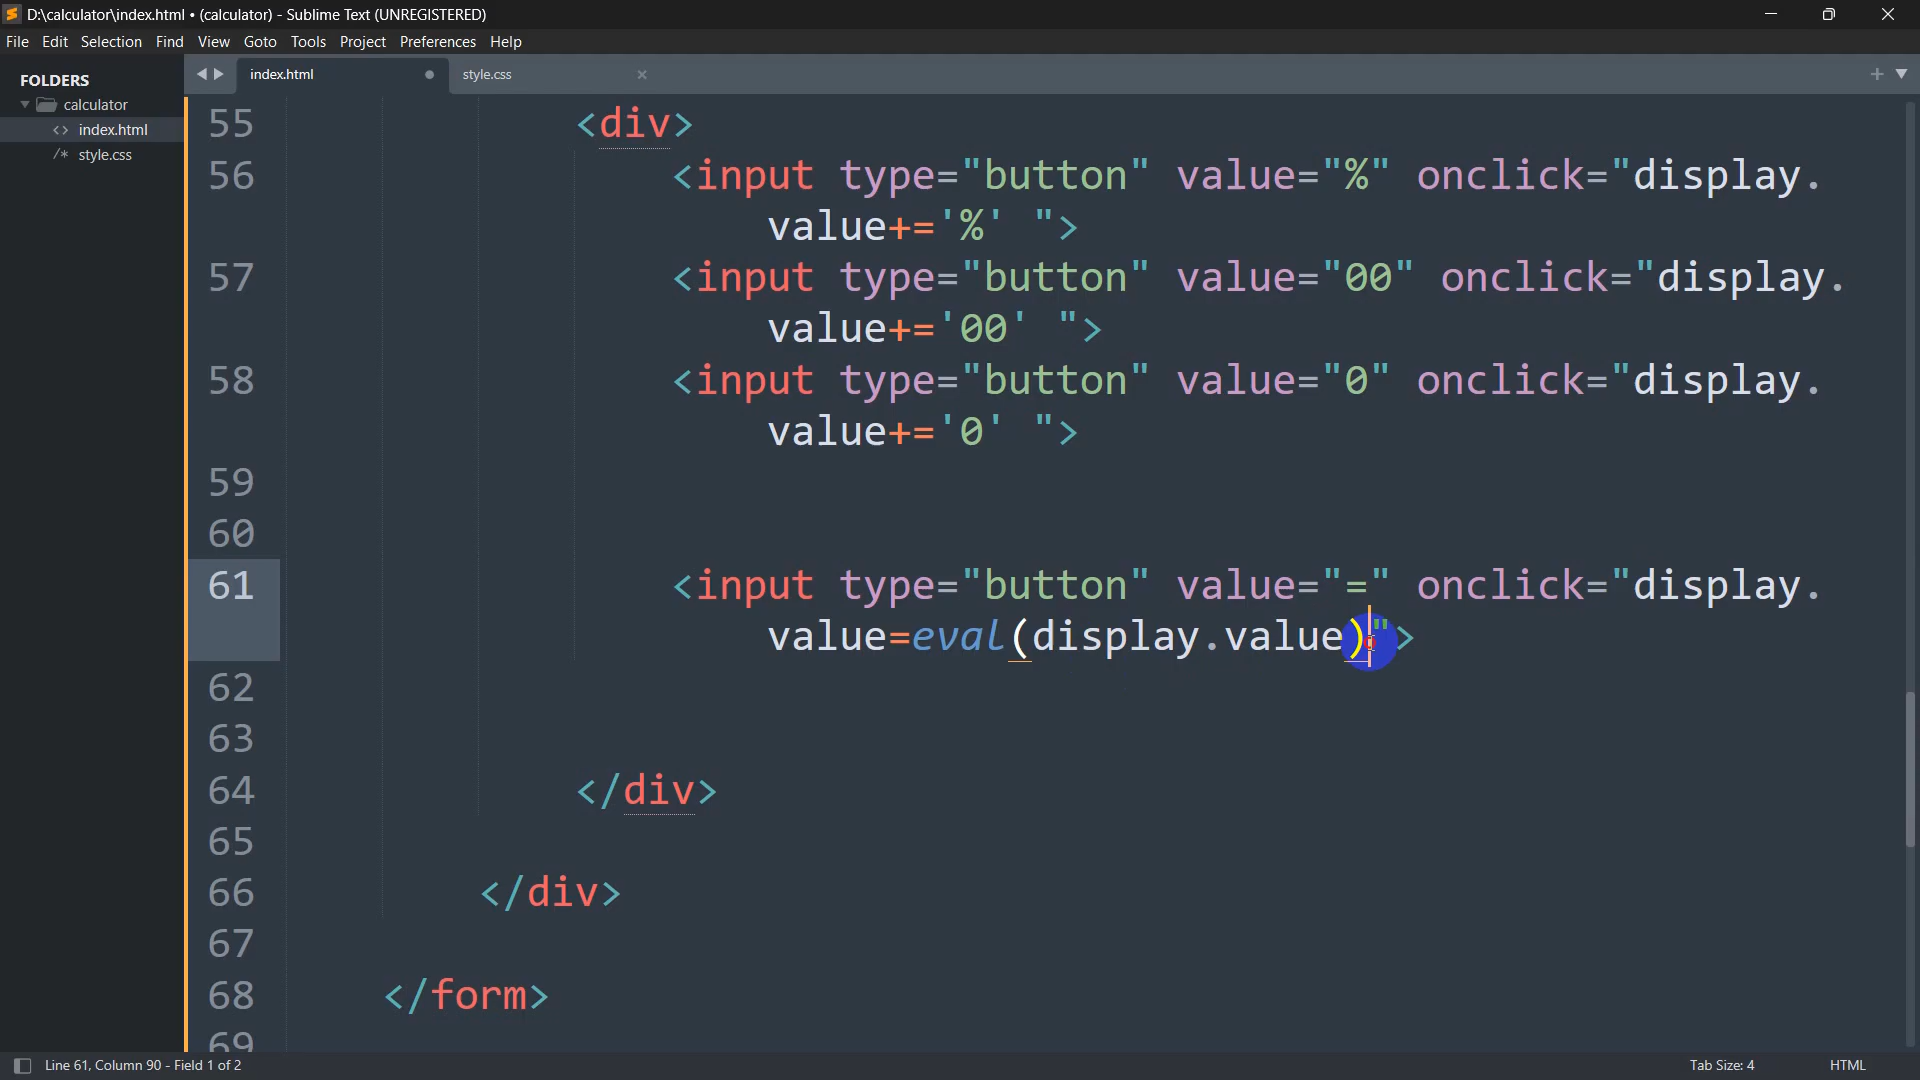 D:\calculator\index.html • (calculator) - Sublime Text (UNREGISTERED)
File Edit Selection Find View Goto Tools Project Preferences Help
FOLDERS
calculator
<> index.html
/* style.css
index.html
style.css
55 <div>
56 <input type="button" value="%" onclick="display.
value+='%' ">
57 <input type="button" value="00" onclick="display.
value+='00' ">
58 <input type="button" value="0" onclick="display.
value+='0' ">
59
60
61 <input type="button" value="=" onclick="display.
value=eval(display.value)">
62
63
64 </div>
65
66 </div>
67
68 </form>
69
Line 61, Column 90 - Field 1 of 2
Tab Size: 4
HTML